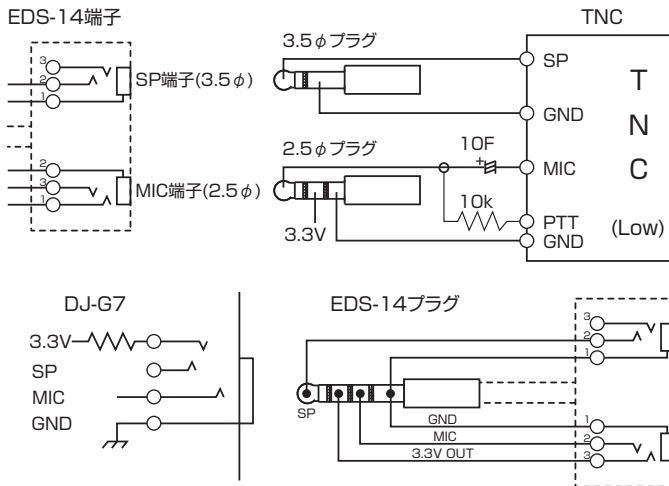 EDS-14端子
3
2
1
SP端子(3.5φ)
2
3
1
MIC端子(2.5φ)
3.5φプラグ
2.5φプラグ
3.3V
10F
+
10k
TNC
SP
GND
MIC
PTT
GND
T
N
C
(Low)
DJ-G7
3.3V
SP
MIC
GND
EDS-14プラグ
SP
GND
MIC
3.3V OUT
3
2
1
1
2
3